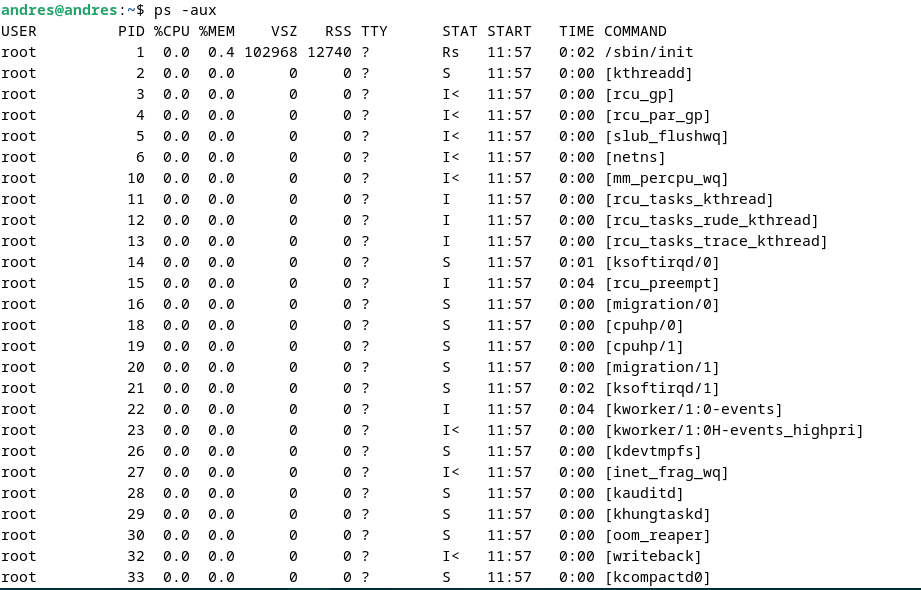 andres@andres:~$ ps -aux
USER PID %CPU %MEM VSZ RSS TTY STAT START TIME COMMAND
root 1 0.0 0.4 102968 12740 ? Rs 11:57 0:02 /sbin/init
root 2 0.0 0.0 0 0 ? S 11:57 0:00 [kthreadd]
root 3 0.0 0.0 0 0 ? I< 11:57 0:00 [rcu_gp]
root 4 0.0 0.0 0 0 ? I< 11:57 0:00 [rcu_par_gp]
root 5 0.0 0.0 0 0 ? I< 11:57 0:00 [slub_flushwq]
root 6 0.0 0.0 0 0 ? I< 11:57 0:00 [netns]
root 10 0.0 0.0 0 0 ? I< 11:57 0:00 [mm_percpu_wq]
root 11 0.0 0.0 0 0 ? I 11:57 0:00 [rcu_tasks_kthread]
root 12 0.0 0.0 0 0 ? I 11:57 0:00 [rcu_tasks_rude_kthread]
root 13 0.0 0.0 0 0 ? I 11:57 0:00 [rcu_tasks_trace_kthread]
root 14 0.0 0.0 0 0 ? S 11:57 0:01 [ksoftirqd/0]
root 15 0.0 0.0 0 0 ? I 11:57 0:04 [rcu_preempt]
root 16 0.0 0.0 0 0 ? S 11:57 0:00 [migration/0]
root 18 0.0 0.0 0 0 ? S 11:57 0:00 [cpuhp/0]
root 19 0.0 0.0 0 0 ? S 11:57 0:00 [cpuhp/1]
root 20 0.0 0.0 0 0 ? S 11:57 0:00 [migration/1]
root 21 0.0 0.0 0 0 ? S 11:57 0:02 [ksoftirqd/1]
root 22 0.0 0.0 0 0 ? I 11:57 0:04 [kworker/1:0-events]
root 23 0.0 0.0 0 0 ? I< 11:57 0:00 [kworker/1:0H-events_highpri]
root 26 0.0 0.0 0 0 ? S 11:57 0:00 [kdevtmpfs]
root 27 0.0 0.0 0 0 ? I< 11:57 0:00 [inet_frag_wq]
root 28 0.0 0.0 0 0 ? S 11:57 0:00 [kauditd]
root 29 0.0 0.0 0 0 ? S 11:57 0:00 [khungtaskd]
root 30 0.0 0.0 0 0 ? S 11:57 0:00 [oom_reaper]
root 32 0.0 0.0 0 0 ? I< 11:57 0:00 [writeback]
root 33 0.0 0.0 0 0 ? S 11:57 0:00 [kcompactd0]